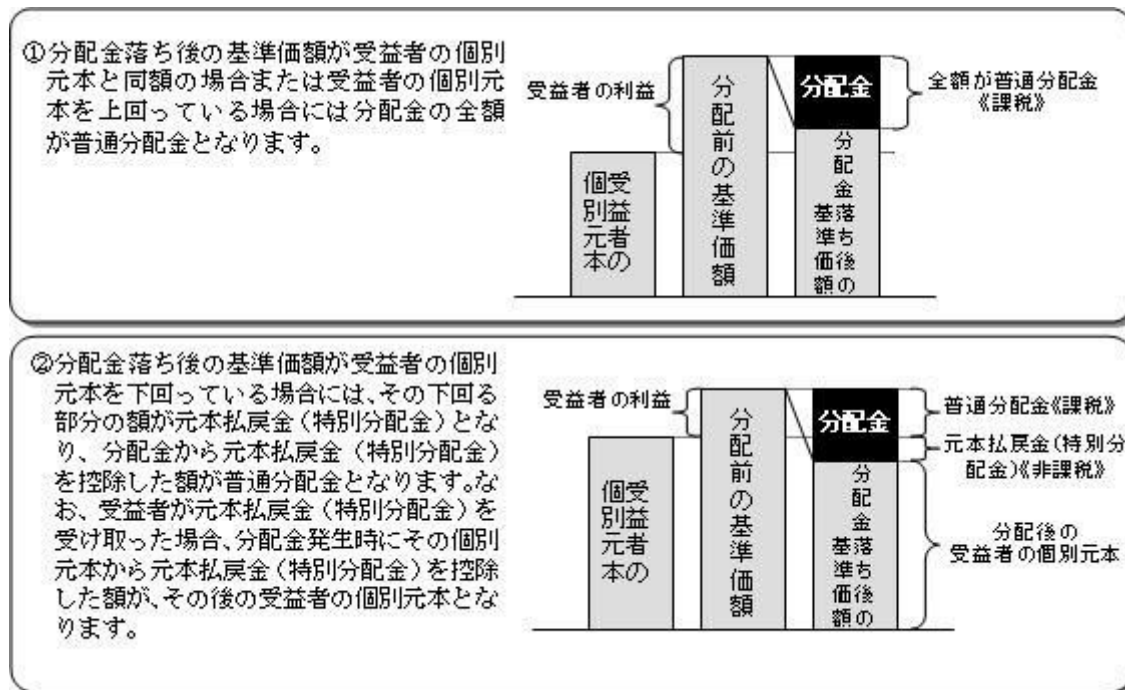 ①分配金落ち後の基準価額が受益者の個別
元本と同額の場合または受益者の個別元
本を上回っている場合には分配金の全額
が普通分配金となります。
受益者の利益
受益者の
個別元本
分配前の基準価額
分配金
分配金落ち後の
基準価額
全額が普通分配金
《課税》
②分配金落ち後の基準価額が受益者の個別
元本を下回っている場合には、その下回る
部分の額が元本払戻金(特別分配金)とな
り、分配金から元本払戻金(特別分配金)
を控除した額が普通分配金となります。な
お、受益者が元本払戻金(特別分配金)を
受け取った場合、分配金発生時にその個別
元本から元本払戻金(特別分配金)を控除
した額が、その後の受益者の個別元本とな
ります。
受益者の利益
受益者の
個別元本
分配前の基準価額
分配金
分配金落ち後の
基準価額
普通分配金《課税》
元本払戻金(特別分
配金)《非課税》
分配後の
受益者の個別元本